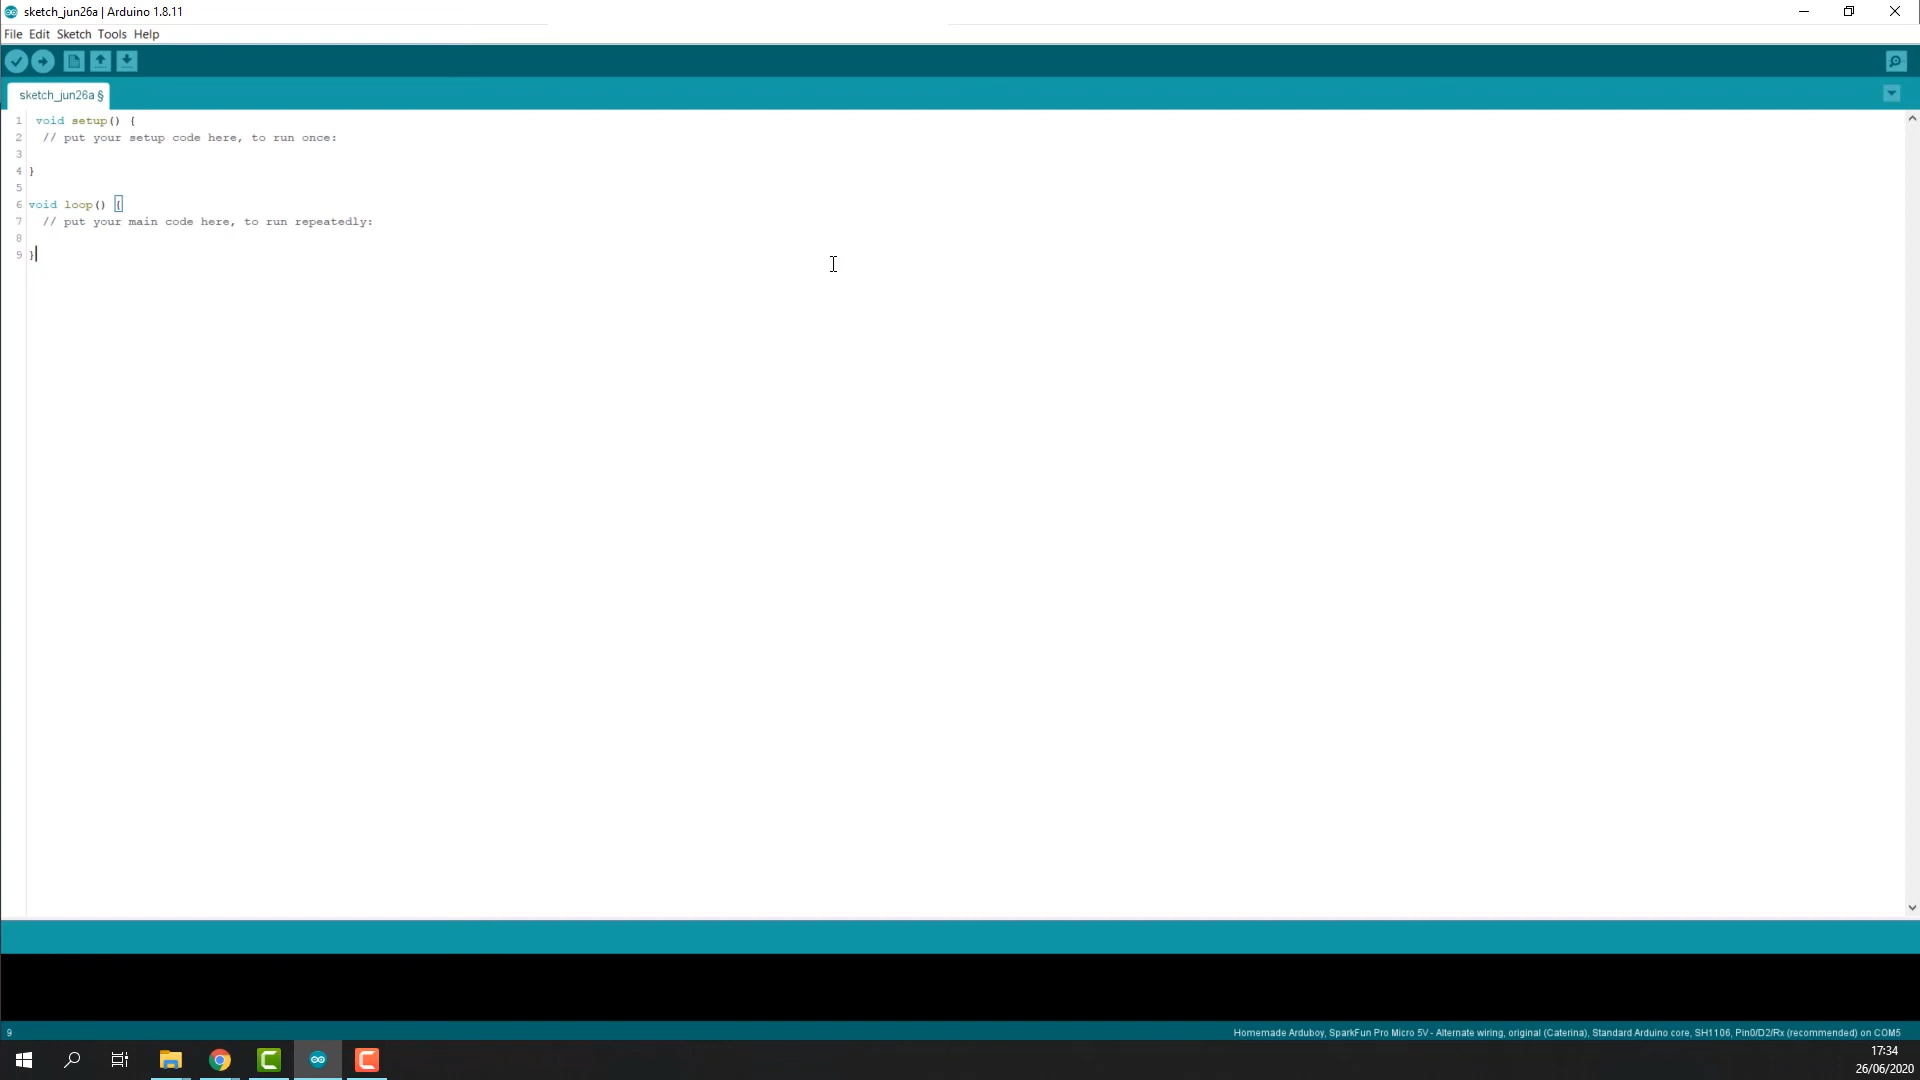 sketch_jun26a | Arduino 1.8.11
File Edit Sketch Tools Help
sketch_jun26a §
1 void setup() {
2 // put your setup code here, to run once:
3
4 }
5
6 void loop() {
7 // put your main code here, to run repeatedly:
8
9 }
9
Homemade Arduboy, SparkFun Pro Micro 5V - Alternate wiring, original (Caterina), Standard Arduino core, SH1106, Pin0/D2/Rx (recommended) on COM5
17:34
26/06/2020